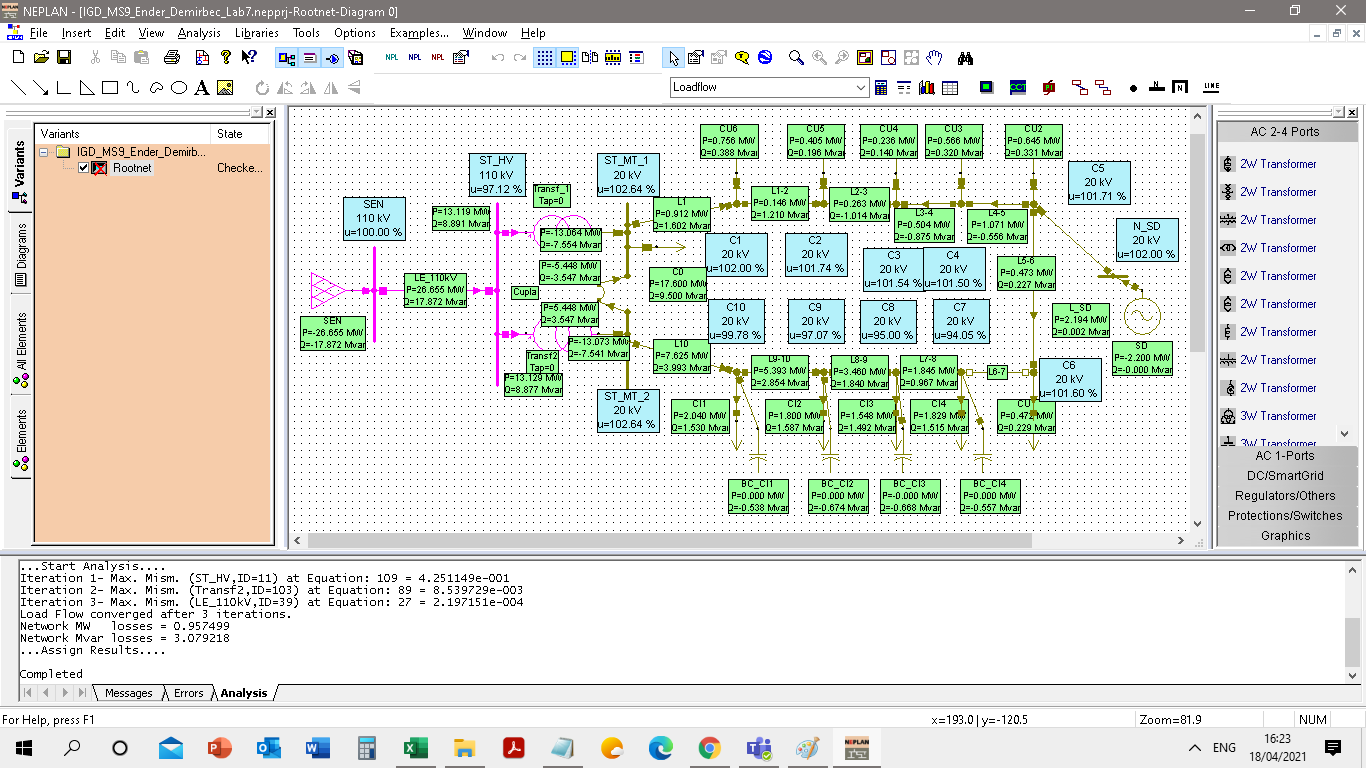 NEPLAN - [IGD_MS9_Ender_Demirbec_Lab7.nepprj-Rootnet-Diagram 0]
File Insert Edit View Analysis Libraries Tools Options Examples... Window Help
NPL NPL NPL
Loadflow
CCT
N
LINE
Variants State
IGD_MS9_Ender_Demirb...
Rootnet Checke...
Variants
Diagrams
All Elements
Elements
CU6
P=0.756 MW
Q=0.388 Mvar
CU5
P=0.405 MW
Q=0.196 Mvar
CU4
P=0.236 MW
Q=0.140 Mvar
CU3
P=0.566 MW
Q=0.320 Mvar
CU2
P=0.645 MW
Q=0.331 Mvar
ST_HV
110 kV
u=97.12 %
ST_MT_1
20 kV
u=102.64 %
C5
20 kV
u=101.71 %
Transf_1
Tap=0
L1-2
P=0.146 MW
Q=1.210 Mvar
L2-3
P=0.263 MW
Q=-1.014 Mvar
SEN
110 kV
u=100.00 %
P=13.119 MW
Q=8.891 Mvar
L1
P=0.912 MW
Q=1.602 Mvar
L3-4
P=0.504 MW
Q=-0.875 Mvar
L4-5
P=1.071 MW
Q=-0.556 Mvar
N_SD
20 kV
u=102.00 %
P=-13.064 MW
Q=-7.554 Mvar
C1
20 kV
u=102.00 %
C2
20 kV
u=101.74 %
C3
20 kV
u=101.54 %
C4
20 kV
u=101.50 %
L5-6
P=0.473 MW
Q=0.227 Mvar
LE_110kV
P=26.655 MW
Q=17.872 Mvar
P=-5.448 MW
Q=-3.547 Mvar
Cupla
C0
P=17.600 MW
Q=9.500 Mvar
P=5.448 MW
Q=3.547 Mvar
C10
20 kV
u=99.78 %
C9
20 kV
u=97.07 %
C8
20 kV
u=95.00 %
C7
20 kV
u=94.05 %
L_SD
P=2.194 MW
Q=0.002 Mvar
SEN
P=-26.655 MW
Q=-17.872 Mvar
P=-13.073 MW
Q=-7.541 Mvar
L10
P=7.625 MW
Q=3.993 Mvar
SD
P=-2.200 MW
Q=-0.000 Mvar
Transf2
Tap=0
P=13.129 MW
Q=8.877 Mvar
L9-10
P=5.393 MW
Q=2.854 Mvar
L8-9
P=3.460 MW
Q=1.840 Mvar
L7-8
P=1.845 MW
Q=0.967 Mvar
L6-7
C6
20 kV
u=101.60 %
ST_MT_2
20 kV
u=102.64 %
CI1
P=2.040 MW
Q=1.530 Mvar
CI2
P=1.800 MW
Q=1.587 Mvar
CI3
P=1.548 MW
Q=1.492 Mvar
CI4
P=1.829 MW
Q=1.515 Mvar
P=0.472 MW
Q=0.229 Mvar
BC_CI1
P=0.000 MW
Q=-0.538 Mvar
BC_CI2
P=0.000 MW
Q=-0.674 Mvar
BC_CI3
P=-0.000 MW
Q=-0.668 Mvar
BC_CI4
P=0.000 MW
Q=-0.557 Mvar
AC 2-4 Ports
2W Transformer
2W Transformer
2W Transformer
2W Transformer
2W Transformer
2W Transformer
2W Transformer
2W Transformer
2W Transformer
3W Transformer
3W Transformer
AC 1-Ports
DC/SmartGrid
Regulators/Others
Protections/Switches
Graphics
...Start Analysis....
Iteration 1- Max. Mism. (ST_HV,ID=11) at Equation: 109 = 4.251149e-001
Iteration 2- Max. Mism. (Transf2,ID=103) at Equation: 89 = 8.539729e-003
Iteration 3- Max. Mism. (LE_110kV,ID=39) at Equation: 27 = 2.197151e-004
Load Flow converged after 3 iterations.
Network MW losses = 0.957499
Network Mvar losses = 3.079218
...Assign Results....
Completed
Messages Errors Analysis
For Help, press F1 x=193.0 | y=-120.5 Zoom=81.9 NUM
ENG
16:23
18/04/2021